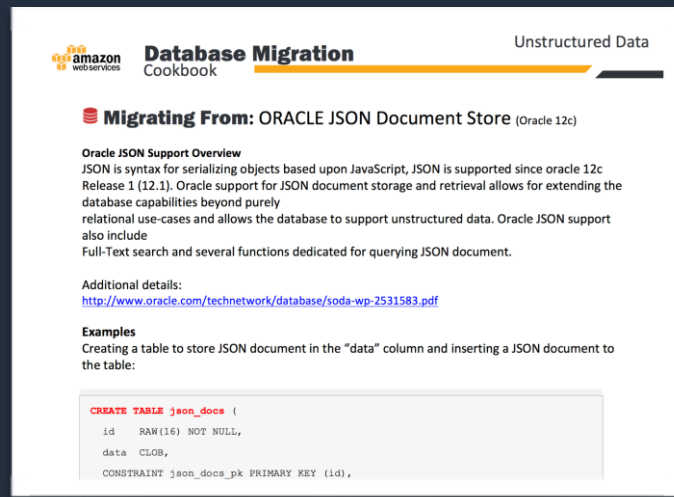 Unstructured Data
amazon
webservices
Database Migration
Cookbook
Migrating From: ORACLE JSON Document Store (Oracle 12c)
Oracle JSON Support Overview
JSON is syntax for serializing objects based upon JavaScript, JSON is supported since oracle 12c
Release 1 (12.1). Oracle support for JSON document storage and retrieval allows for extending the
database capabilities beyond purely
relational use-cases and allows the database to support unstructured data. Oracle JSON support
also include
Full-Text search and several functions dedicated for querying JSON document.
Additional details:
http://www.oracle.com/technetwork/database/soda-wp-2531583.pdf
Examples
Creating a table to store JSON document in the “data” column and inserting a JSON document to
the table:
CREATE TABLE json_docs (
id RAW(16) NOT NULL,
data CLOB,
CONSTRAINT json_docs_pk PRIMARY KEY (id),